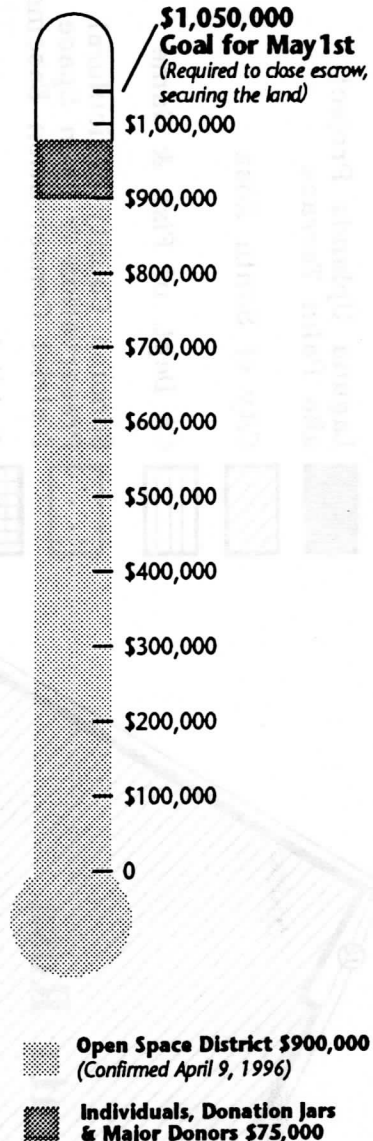 $1,050,000
Goal for May 1st
(Required to close escrow,
securing the land)
$1,000,000
$900,000
$800,000
$700,000
$600,000
$500,000
$400,000
$300,000
$200,000
$100,000
0
Open Space District $900,000
(Confirmed April 9, 1996)
Individuals, Donation Jars
& Major Donors $75,000